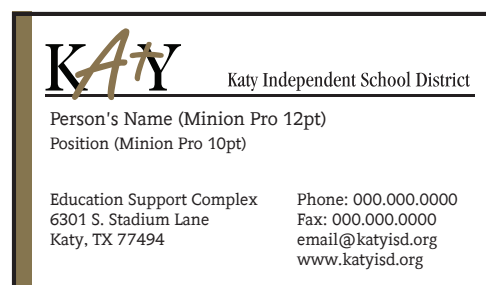 KATY
Katy Independent School District
Person's Name (Minion Pro 12pt)
Position (Minion Pro 10pt)
Education Support Complex
6301 S. Stadium Lane
Katy, TX 77494
Phone: 000.000.0000
Fax: 000.000.0000
email@katyisd.org
www.katyisd.org